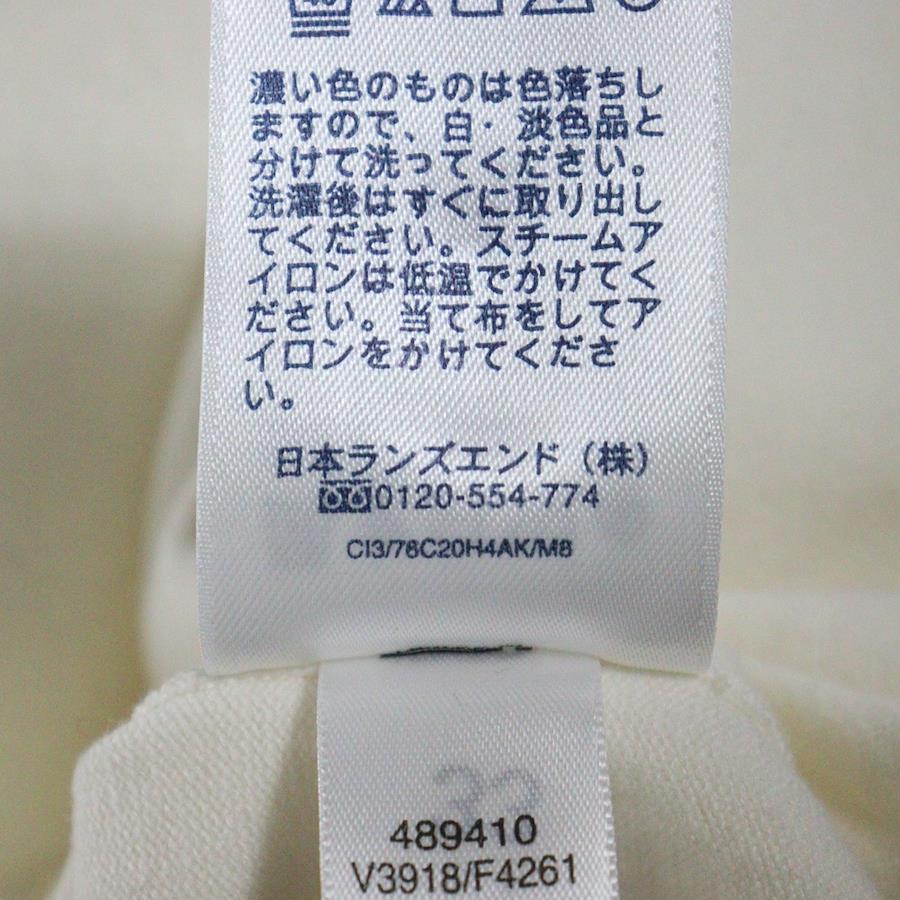 濃い色のものは色落ちし
ますので、白・淡色品と
分けて洗ってください。
洗濯後はすぐに取り出し
てください。スチームア
イロンは低温でかけてく
ださい。当て布をしてア
イロンをかけてくださ
い。
日本ランズエンド（株）
0120-554-774
CI3/78C20H4AK/M8
489410
V3918/F4261